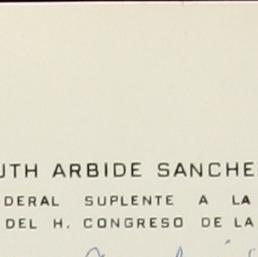 UTH ARBIDE SANCHE
DERAL SUPLENTE A LA
DEL H. CONGRESO DE LA